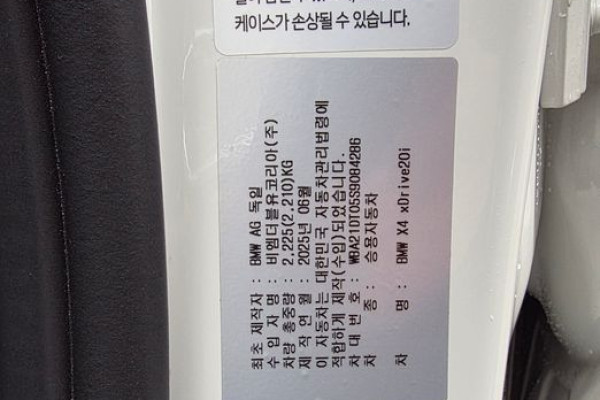 케이스가 손상될 수 있습니다.
최초 제작자 : BMW AG 독일
수 입 자 명 : 비엠더블유코리아(주)
차량 총중량 : 2.225(2.210)KG
제 작 연 월 : 2025년 06월
이 자동차는 대한민국 자동차관리법령에
적합하게 제작(수입)되었습니다.
차 대 번 호 : WBA21DT05S9D84286
차 종 : 승용자동차
차 명 : BMW X4 xDrive20i